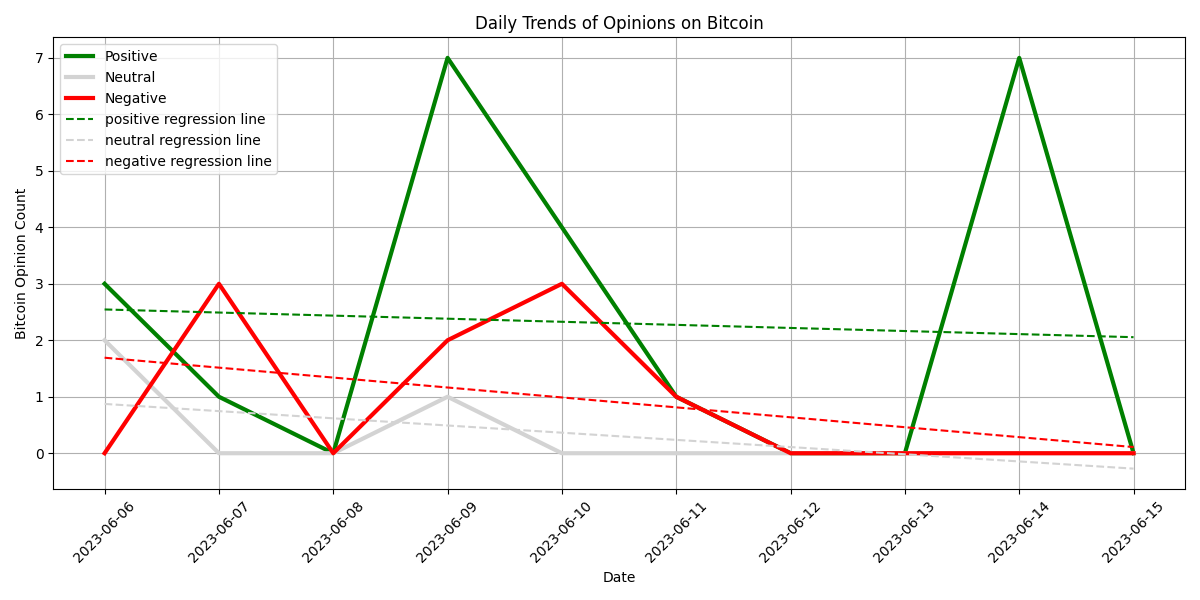 Daily Trends of Opinions on Bitcoin
Positive
Neutral
Negative
positive regression line
neutral regression line
negative regression line
Bitcoin Opinion Count
7
6
5
4
3
2
1
0
2023-06-06
2023-06-07
2023-06-08
2023-06-09
2023-06-10
2023-06-11
2023-06-12
2023-06-13
2023-06-14
2023-06-15
Date